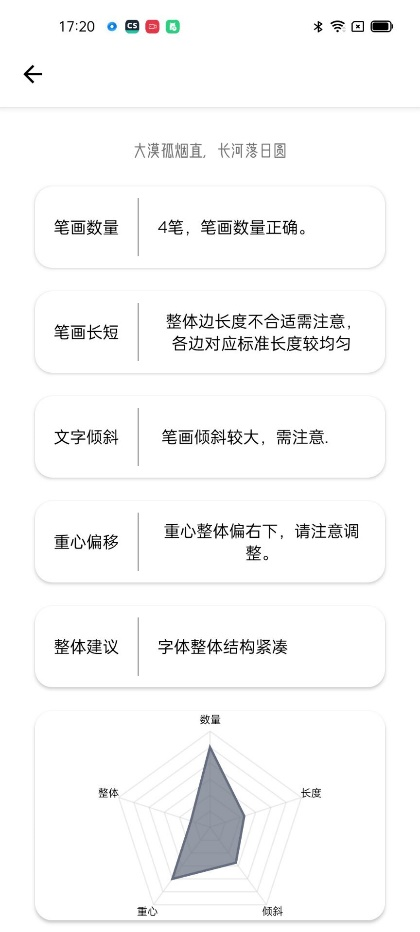 17:20
CS
大漠孤烟直，长河落日圆
笔画数量
4笔，笔画数量正确。
笔画长短
整体边长度不合适需注意，
各边对应标准长度较均匀
文字倾斜
笔画倾斜较大，需注意.
重心偏移
重心整体偏右下，请注意调
整。
整体建议
字体整体结构紧凑
数量
整体
长度
重心
倾斜